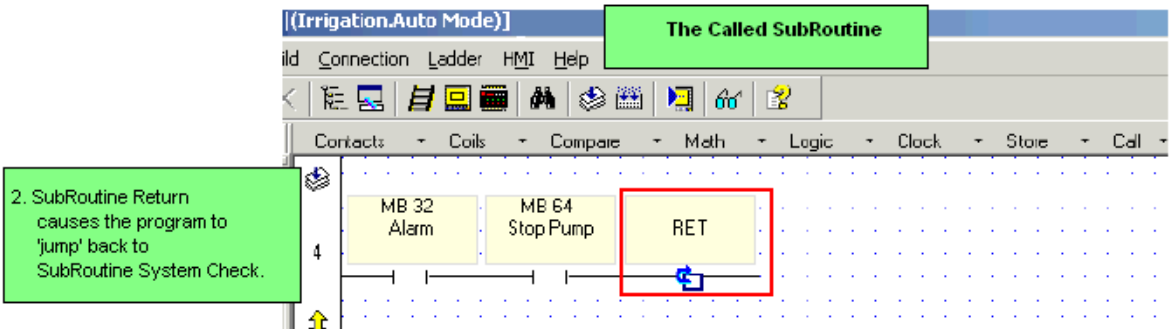 (Irrigation.Auto Mode)]
The Called SubRoutine
ild Connection Ladder HMI Help
Contacts Coils Compare Math Logic Clock Store Call
2. SubRoutine Return
causes the program to
'jump' back to
SubRoutine System Check.
MB 32
Alarm
MB 64
Stop Pump
RET
4